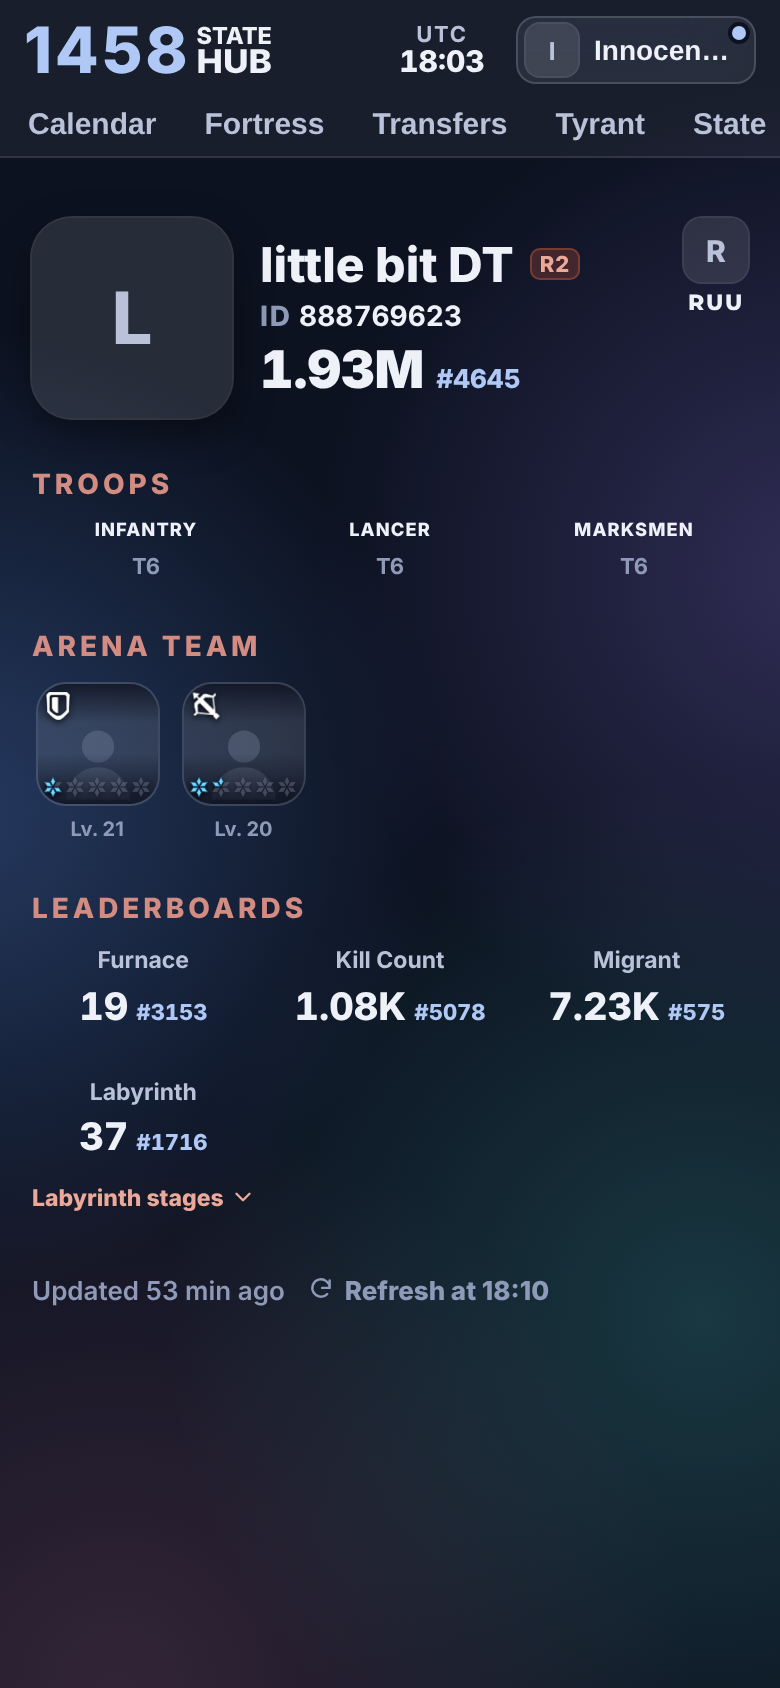 1458 STATE HUB
UTC
18:03
I Innocen...
Calendar Fortress Transfers Tyrant State
L
little bit DT R2
ID 888769623
1.93M #4645
R
RUU
TROOPS
INFANTRY LANCER MARKSMEN
T6 T6 T6
ARENA TEAM
Lv. 21 Lv. 20
LEADERBOARDS
Furnace Kill Count Migrant
19 #3153 1.08K #5078 7.23K #575
Labyrinth
37 #1716
Labyrinth stages
Updated 53 min ago Refresh at 18:10